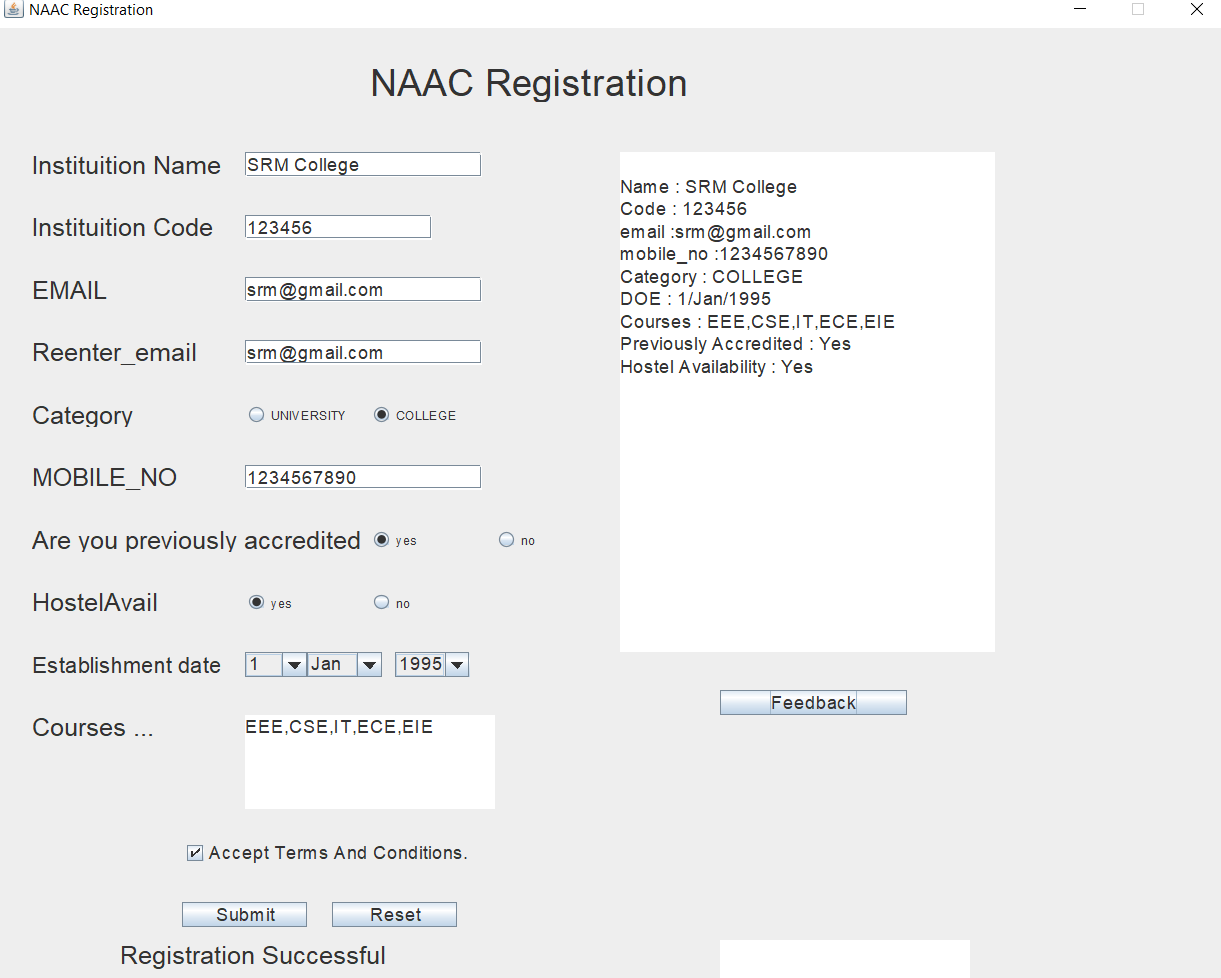 NAAC Registration
NAAC Registration
Instituition Name SRM College
Instituition Code 123456
EMAIL srm@gmail.com
Reenter_email srm@gmail.com
Category UNIVERSITY COLLEGE
MOBILE_NO 1234567890
Are you previously accredited yes no
HostelAvail yes no
Establishment date 1 Jan 1995
Courses ... EEE,CSE,IT,ECE,EIE
Accept Terms And Conditions.
Submit Reset
Registration Successful
Name : SRM College
Code : 123456
email :srm@gmail.com
mobile_no :1234567890
Category : COLLEGE
DOE : 1/Jan/1995
Courses : EEE,CSE,IT,ECE,EIE
Previously Accredited : Yes
Hostel Availability : Yes
Feedback